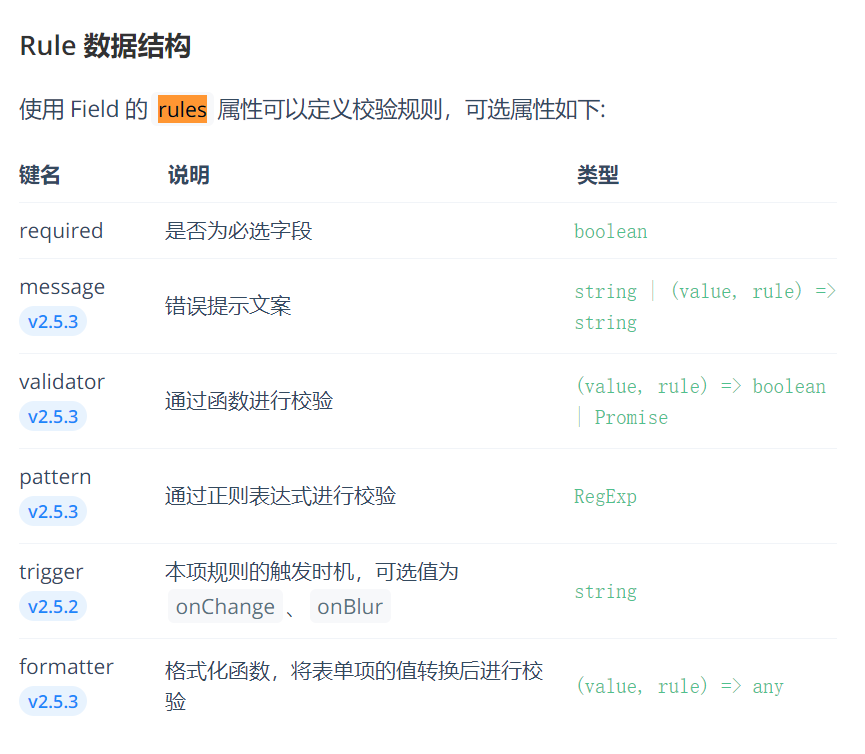 Rule 数据结构
使用 Field 的 rules 属性可以定义校验规则，可选属性如下:
键名 说明 类型
required 是否为必选字段 boolean
message
v2.5.3
错误提示文案
string | (value, rule) =>
string
validator
v2.5.3
通过函数进行校验
(value, rule) => boolean
| Promise
pattern
v2.5.3
通过正则表达式进行校验
RegExp
trigger
v2.5.2
本项规则的触发时机，可选值为
onChange 、 onBlur
string
formatter
v2.5.3
格式化函数，将表单项的值转换后进行校
验
(value, rule) => any